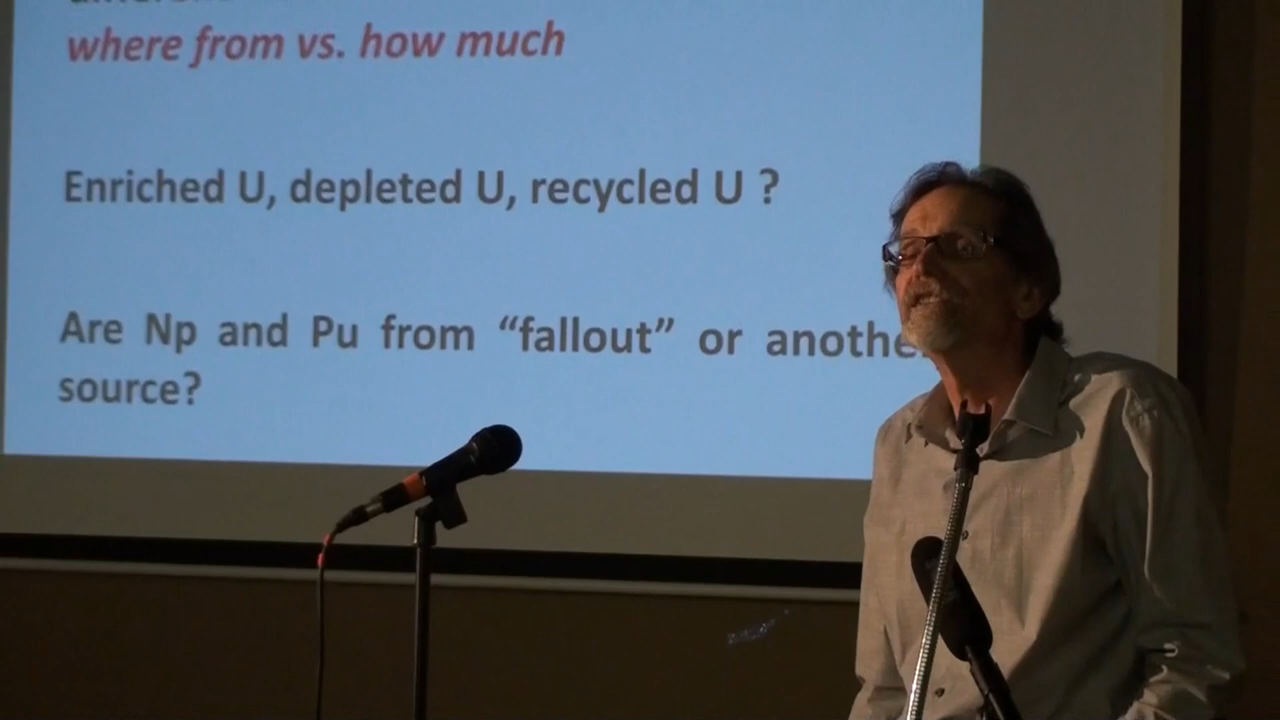 where from vs. how much
Enriched U, depleted U, recycled U ?
Are Np and Pu from “fallout” or
source?